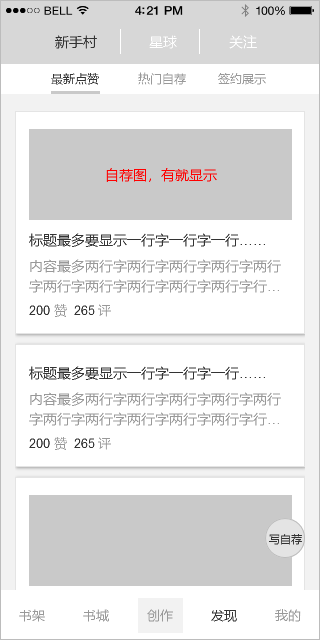 BELL 4:21 PM 100%
新手村 星球 关注
最新点赞 热门自荐 签约展示
自荐图，有就显示
标题最多要显示一行字一行字一行……
内容最多两行字两行字两行字两行字两行
字两行字两行字两行字两行字两行字行…
200 赞 265 评
标题最多要显示一行字一行字一行……
内容最多两行字两行字两行字两行字两行
字两行字两行字两行字两行字两行字行…
200 赞 265 评
写自荐
书架 书城 创作 发现 我的